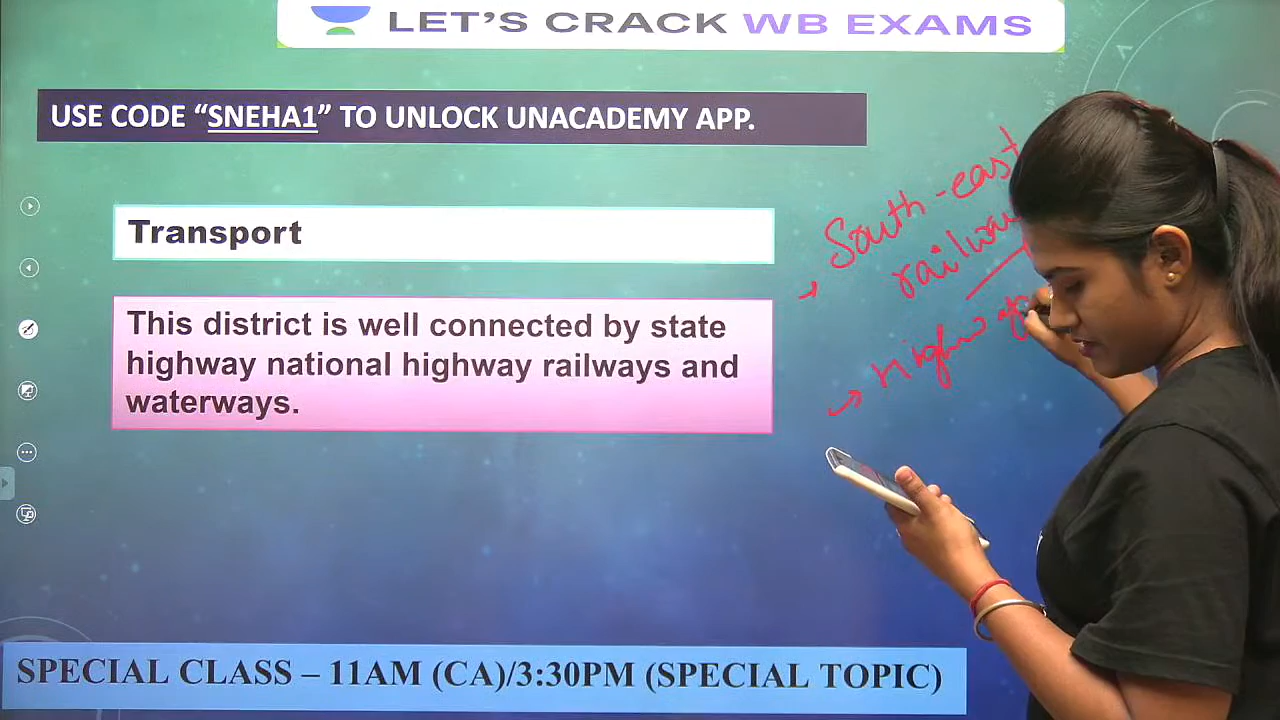 LET'S CRACK WB EXAMS
USE CODE “SNEHA1” TO UNLOCK UNACADEMY APP.
Transport
This district is well connected by state
highway national highway railways and
waterways.
South-east
railway
Highway
SPECIAL CLASS – 11AM (CA)/3:30PM (SPECIAL TOPIC)